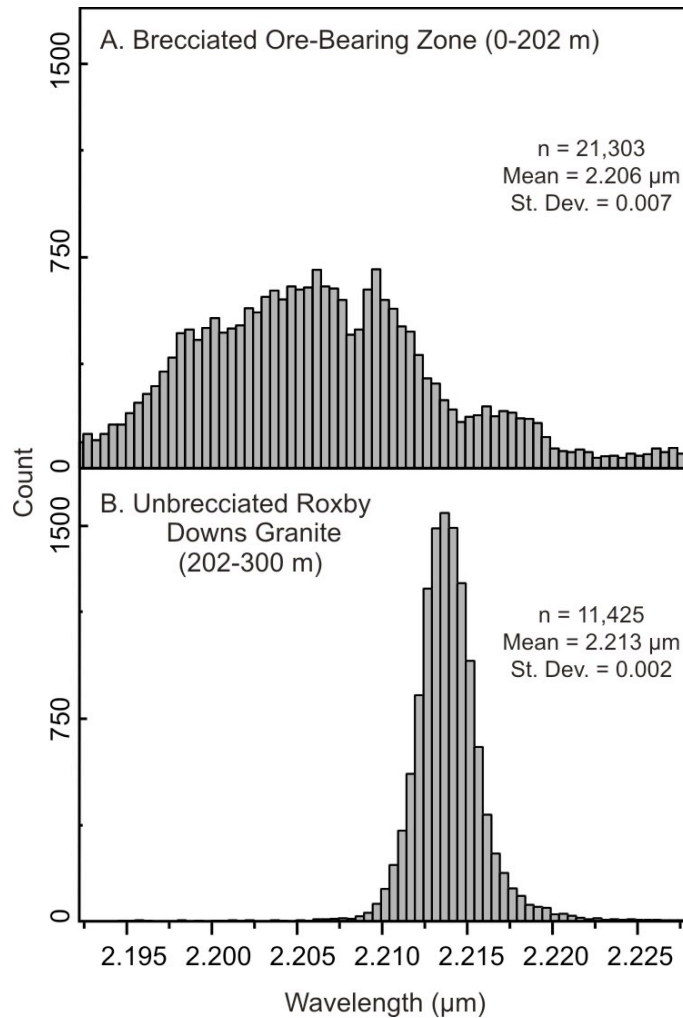 A. Brecciated Ore-Bearing Zone (0-202 m)
n = 21,303
Mean = 2.206 µm
St. Dev. = 0.007
1500
750
0
Count
B. Unbrecciated Roxby
Downs Granite
(202-300 m)
n = 11,425
Mean = 2.213 µm
St. Dev. = 0.002
1500
750
0
2.195 2.200 2.205 2.210 2.215 2.220 2.225
Wavelength (µm)